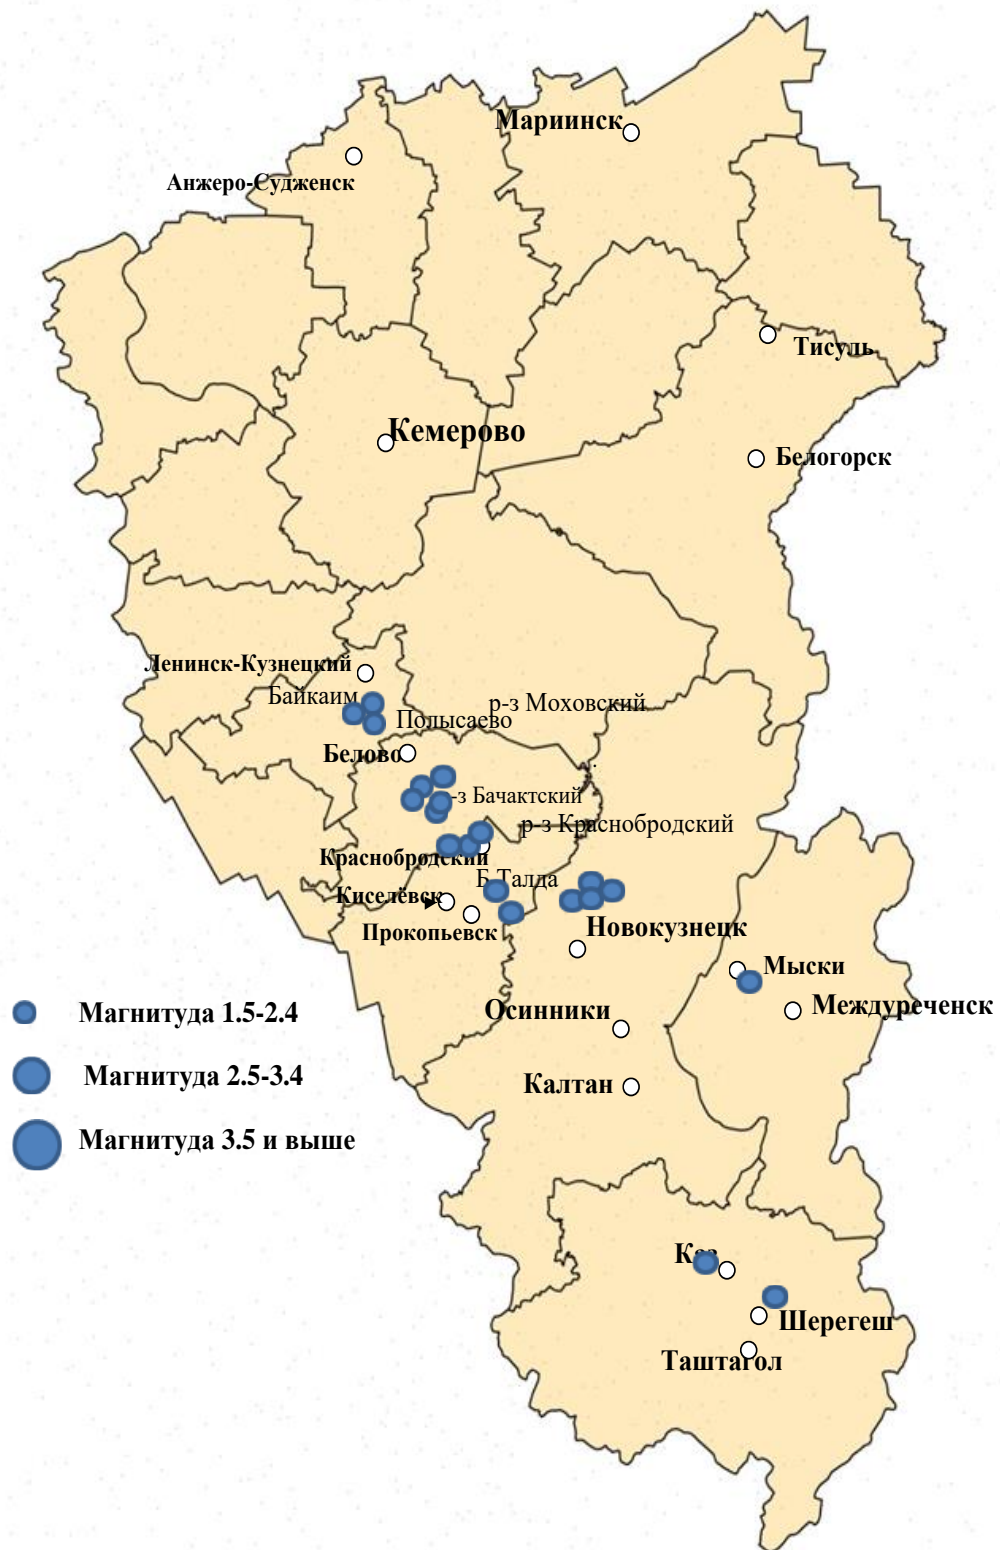 Мариинск
Анжеро-Судженск
Тисуль
Кемерово
Белогорск
Ленинск-Кузнецкий
Байкаим
р-з Моховский
Полысаево
Белово
-з Бачактский
р-з Краснобродский
Краснобродский
Б.Талда
Киселёвск
Новокузнецк
Прокопьевск
Мыски
Магнитуда 1.5-2.4
Осинники
Междуреченск
Магнитуда 2.5-3.4
Калтан
Магнитуда 3.5 и выше
Каз
Шерегеш
Таштагол